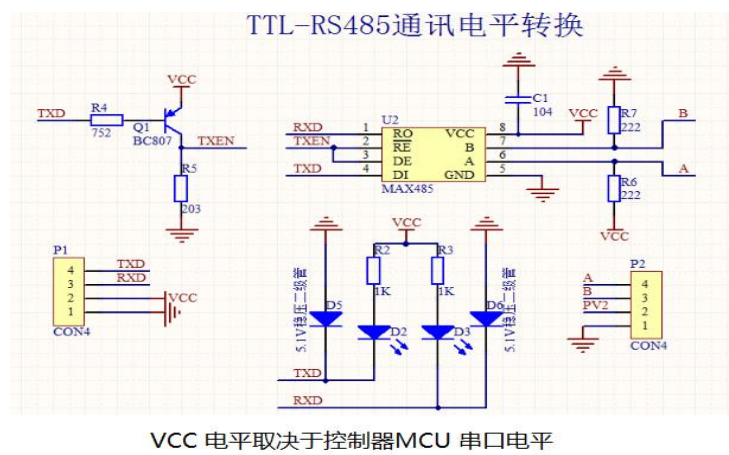 TTL-RS485通讯电平转换
VCC
TXD
R4
752
Q1
BC807
TXEN
R5
203
C1
104
VCC
R7
222
B
U2
RXD 1 RO VCC 8
TXEN 2 RE B 7
3 DE A 6
TXD 4 DI GND 5
MAX485
R6
222
A
VCC
P1
4 TXD
3 RXD
2 VCC
1
CON4
VCC
R2
1K
R3
1K
D5
5.1V稳压二级管
D2
D3
D6
5.1V稳压二级管
TXD
RXD
P2
A 4
B 3
PV2 2
1
CON4
VCC 电平取决于控制器MCU 串口电平